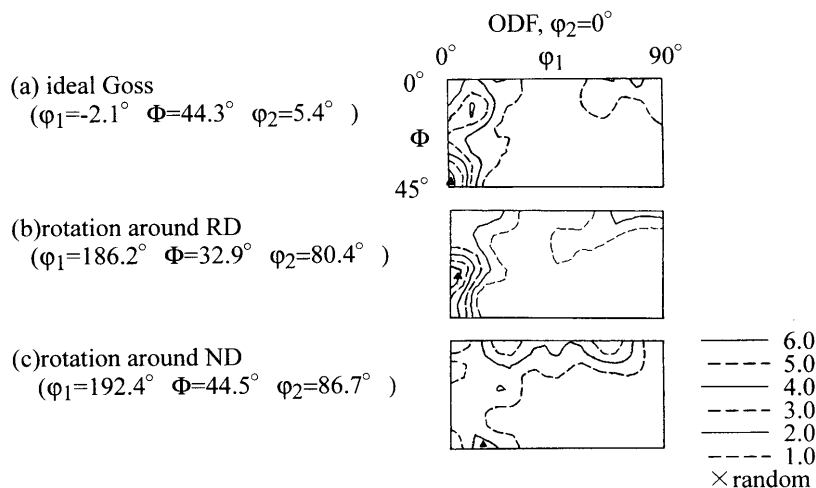 ODF, φ2=0°
0° φ1 90°
(a) ideal Goss
(φ1=-2.1° Φ=44.3° φ2=5.4° )
0°
Φ
45°
(b)rotation around RD
(φ1=186.2° Φ=32.9° φ2=80.4° )
(c)rotation around ND
(φ1=192.4° Φ=44.5° φ2=86.7° )
6.0
5.0
4.0
3.0
2.0
1.0
×random